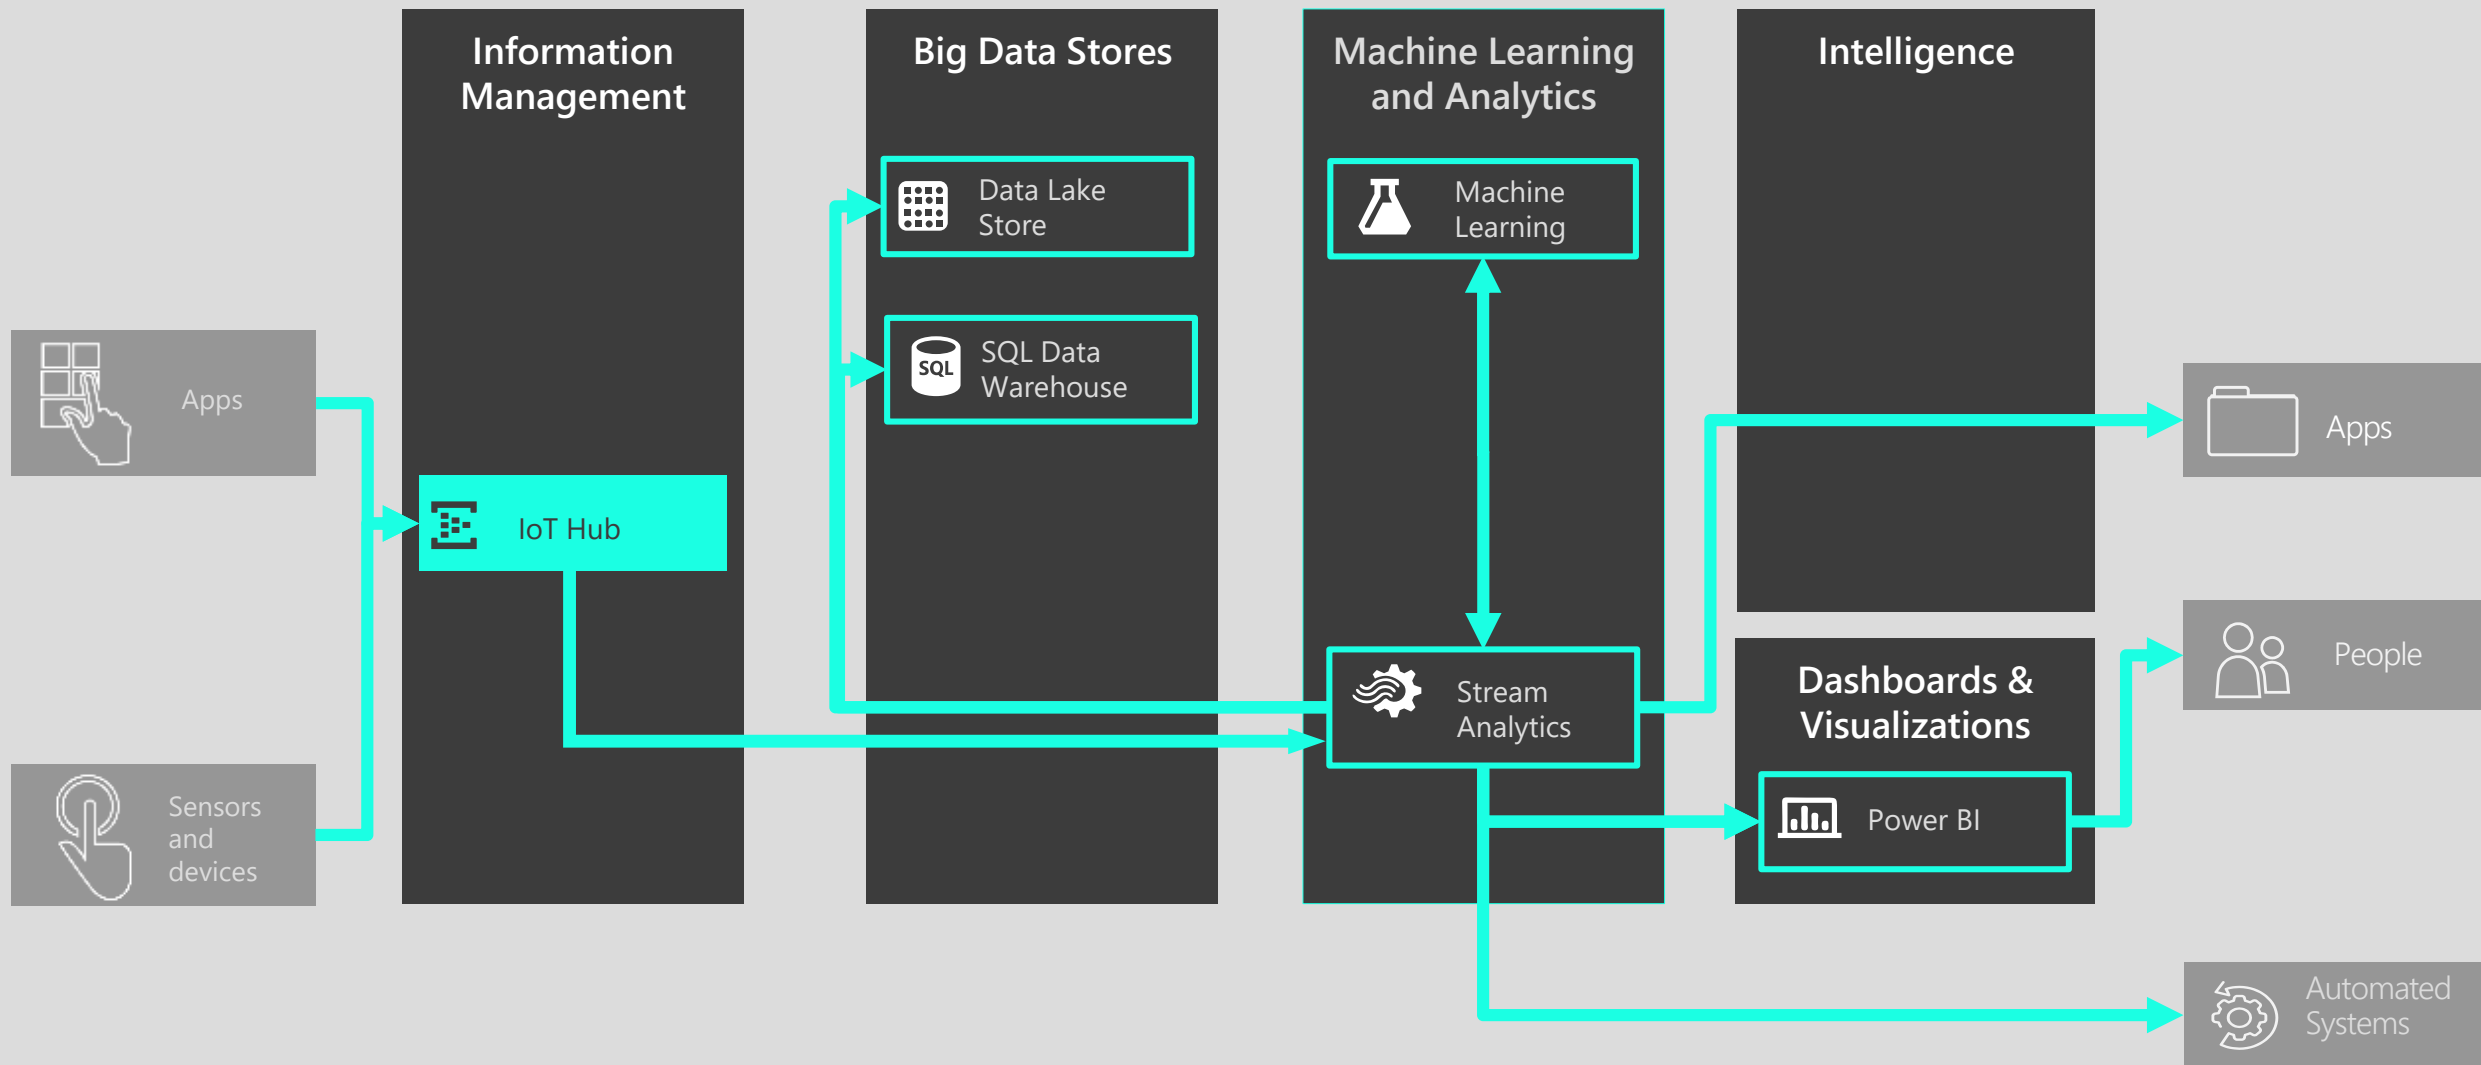 Information
Management
Big Data Stores
Machine Learning
and Analytics
Intelligence
Data Lake
Store
Machine
Learning
SQL
SQL Data
Warehouse
Apps
Apps
IoT Hub
People
Stream
Analytics
Dashboards &
Visualizations
Sensors
and
devices
Power BI
Automated
Systems